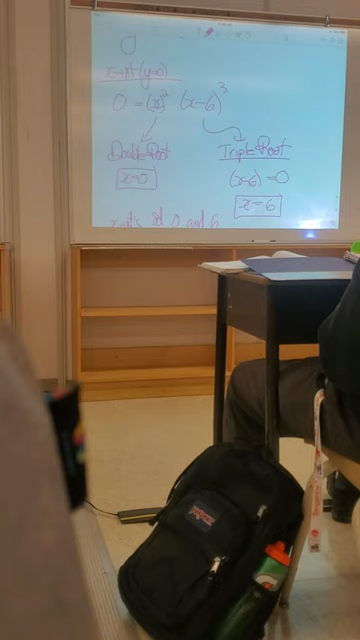 0
x-int (y=0)
0 = (x)² (x-6)³
Double Root
Triple Root
x=0
(x-6) = 0
x = 6
x-int's 0 and 6
JANSPORT